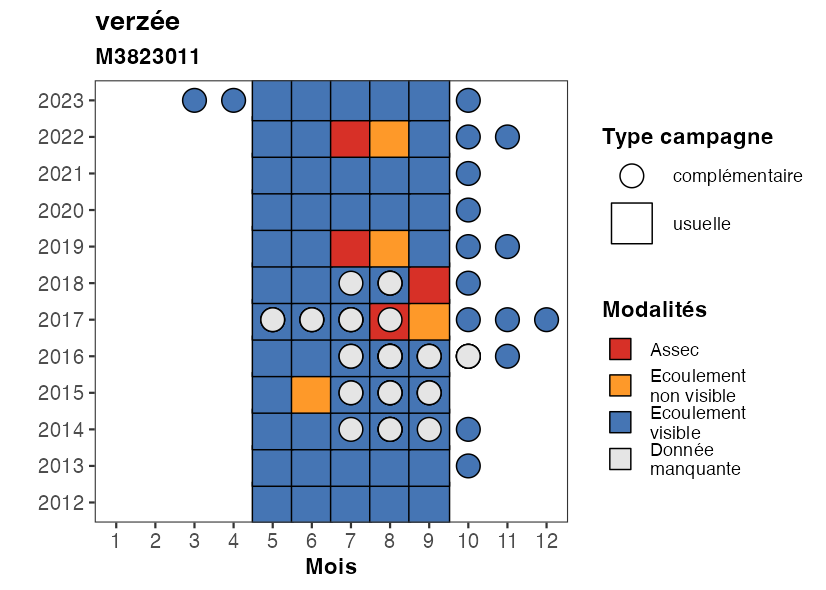 verzée
M3823011
2023
2022
2021
2020
2019
2018
2017
2016
2015
2014
2013
2012
1 2 3 4 5 6 7 8 9 10 11 12
Mois
Type campagne
complémentaire
usuelle
Modalités
Assec
Ecoulement
non visible
Ecoulement
visible
Donnée
manquante